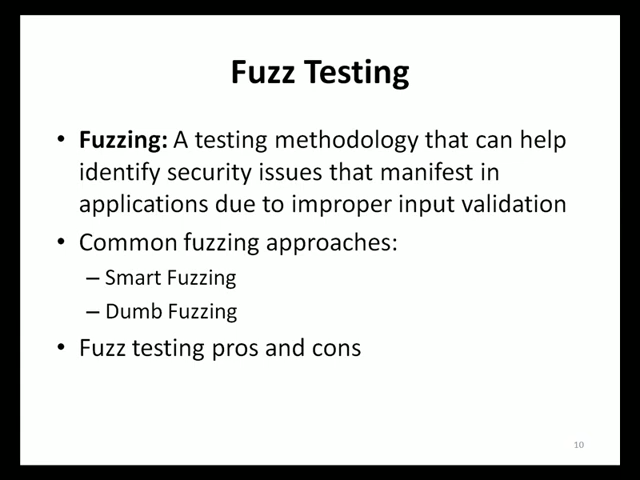 Fuzz Testing
• Fuzzing: A testing methodology that can help
identify security issues that manifest in
applications due to improper input validation
• Common fuzzing approaches:
– Smart Fuzzing
– Dumb Fuzzing
• Fuzz testing pros and cons
10